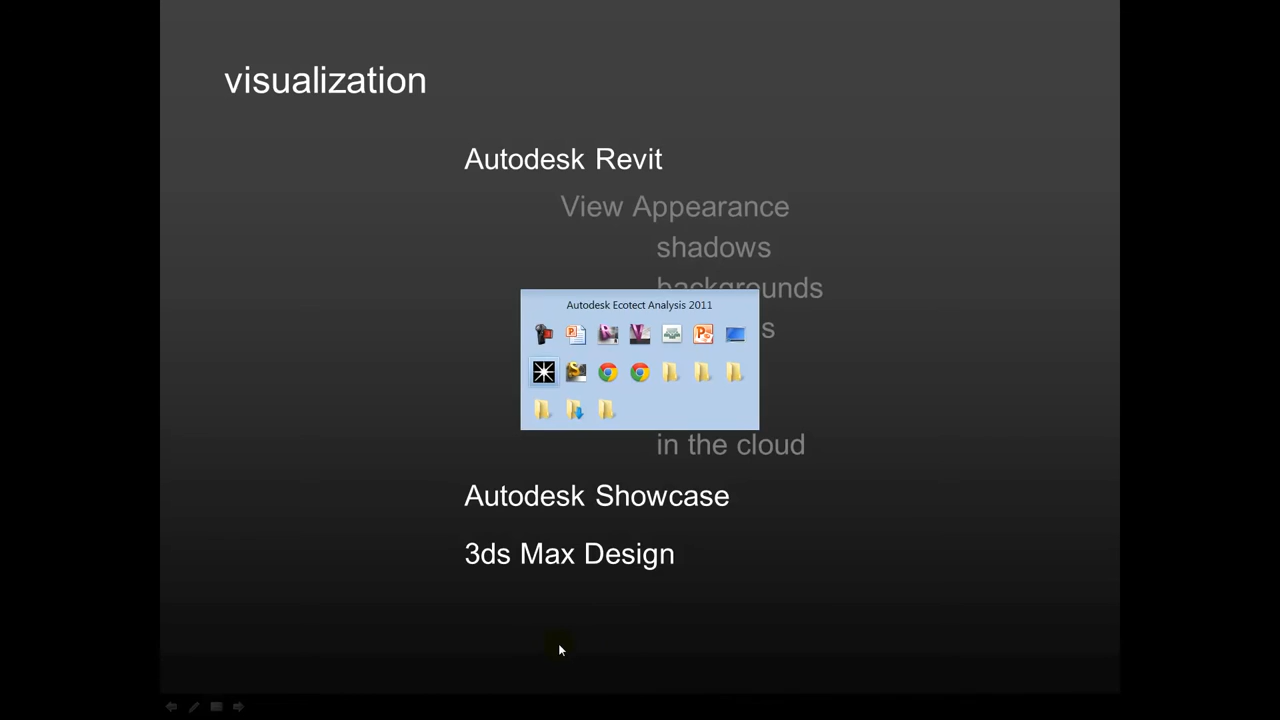 visualization
Autodesk Revit
View Appearance
shadows
backgrounds
Autodesk Ecotect Analysis 2011
in the cloud
Autodesk Showcase
3ds Max Design